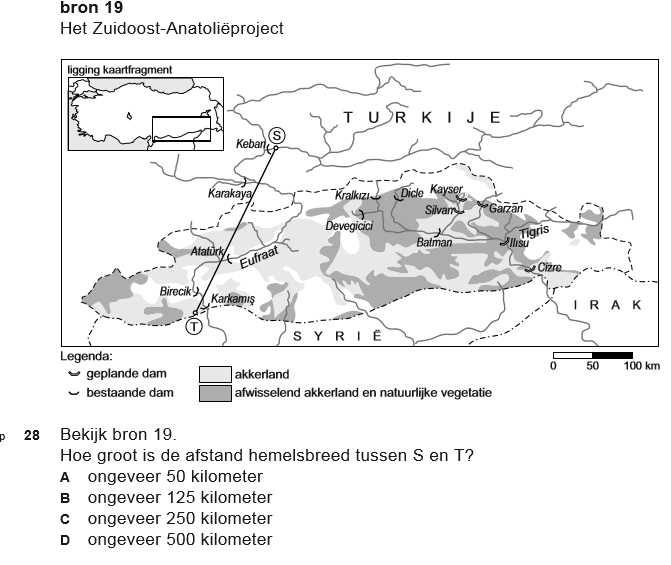 bron 19
Het Zuidoost-Anatoliëproject
ligging kaartfragment
TURKIJE
S
Keban
Karakaya
Kralkızı
Dicle
Kayser
Silvan
Garzan
Devegicici
Batman
Tigris
Ilısu
Atatürk
Eufraat
Cizre
Birecik
Karkamış
T
SYRIË
IRAK
Legenda:
geplande dam
akkerland
bestaande dam
afwisselend akkerland en natuurlijke vegetatie
0 50 100 km
p 28 Bekijk bron 19.
Hoe groot is de afstand hemelsbreed tussen S en T?
A ongeveer 50 kilometer
B ongeveer 125 kilometer
C ongeveer 250 kilometer
D ongeveer 500 kilometer